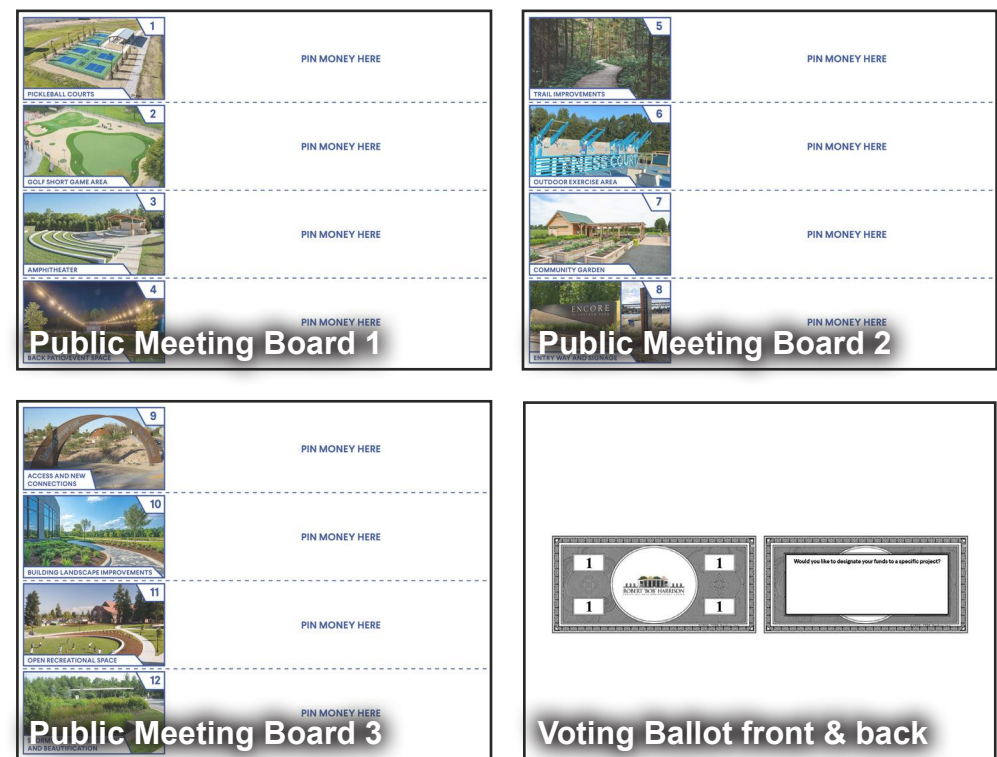 1
PICKLEBALL COURTS
PIN MONEY HERE
2
GOLF SHORT GAME AREA
PIN MONEY HERE
3
AMPHITHEATER
PIN MONEY HERE
4
BACK PATIO/EVENT SPACE
PIN MONEY HERE
Public Meeting Board 1
5
TRAIL IMPROVEMENTS
PIN MONEY HERE
6
FITNESS COURT
OUTDOOR EXERCISE AREA
PIN MONEY HERE
7
COMMUNITY GARDEN
PIN MONEY HERE
8
ENCORE
ENTRY WAY AND SIGNAGE
PIN MONEY HERE
Public Meeting Board 2
9
ACCESS AND NEW
CONNECTIONS
PIN MONEY HERE
10
BUILDING LANDSCAPE IMPROVEMENTS
PIN MONEY HERE
11
OPEN RECREATIONAL SPACE
PIN MONEY HERE
12
AND BEAUTIFICATION
PIN MONEY HERE
Public Meeting Board 3
1 1
ROBERT 'BOB' HARRISON
1 1
Would you like to designate your funds to a specific project?
Voting Ballot front & back